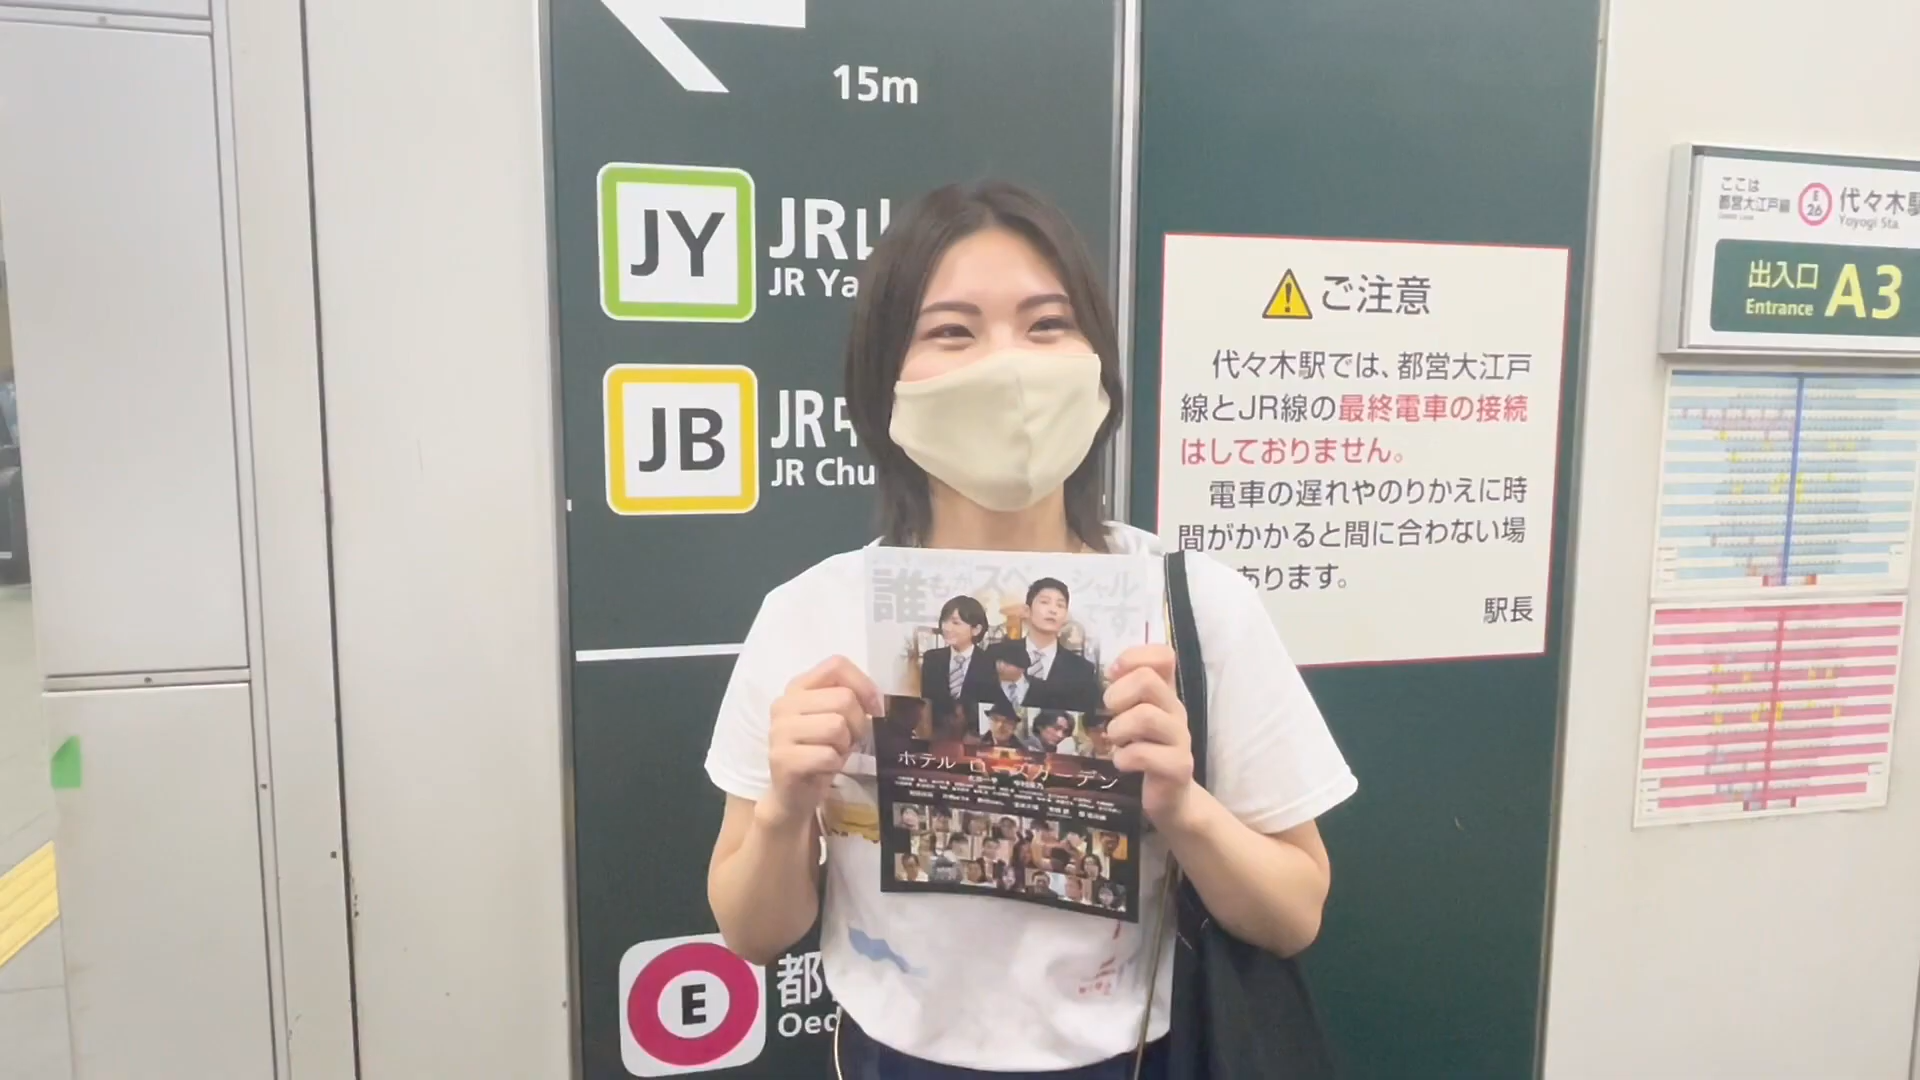 15m
JY
JR山
JR Ya
JB
JR中
JR Chu
E
都
Oed
ご注意
代々木駅では、都営大江戸
線とJR線の最終電車の接続
はしておりません。
電車の遅れやのりかえに時
間がかかると間に合わない場
あります。
駅長
ここは
都営大江戸線
E
26
代々木駅
Yoyogi Sta
出入口
Entrance
A3
誰もがスペシャル
です。
ホテル ローズガーデン